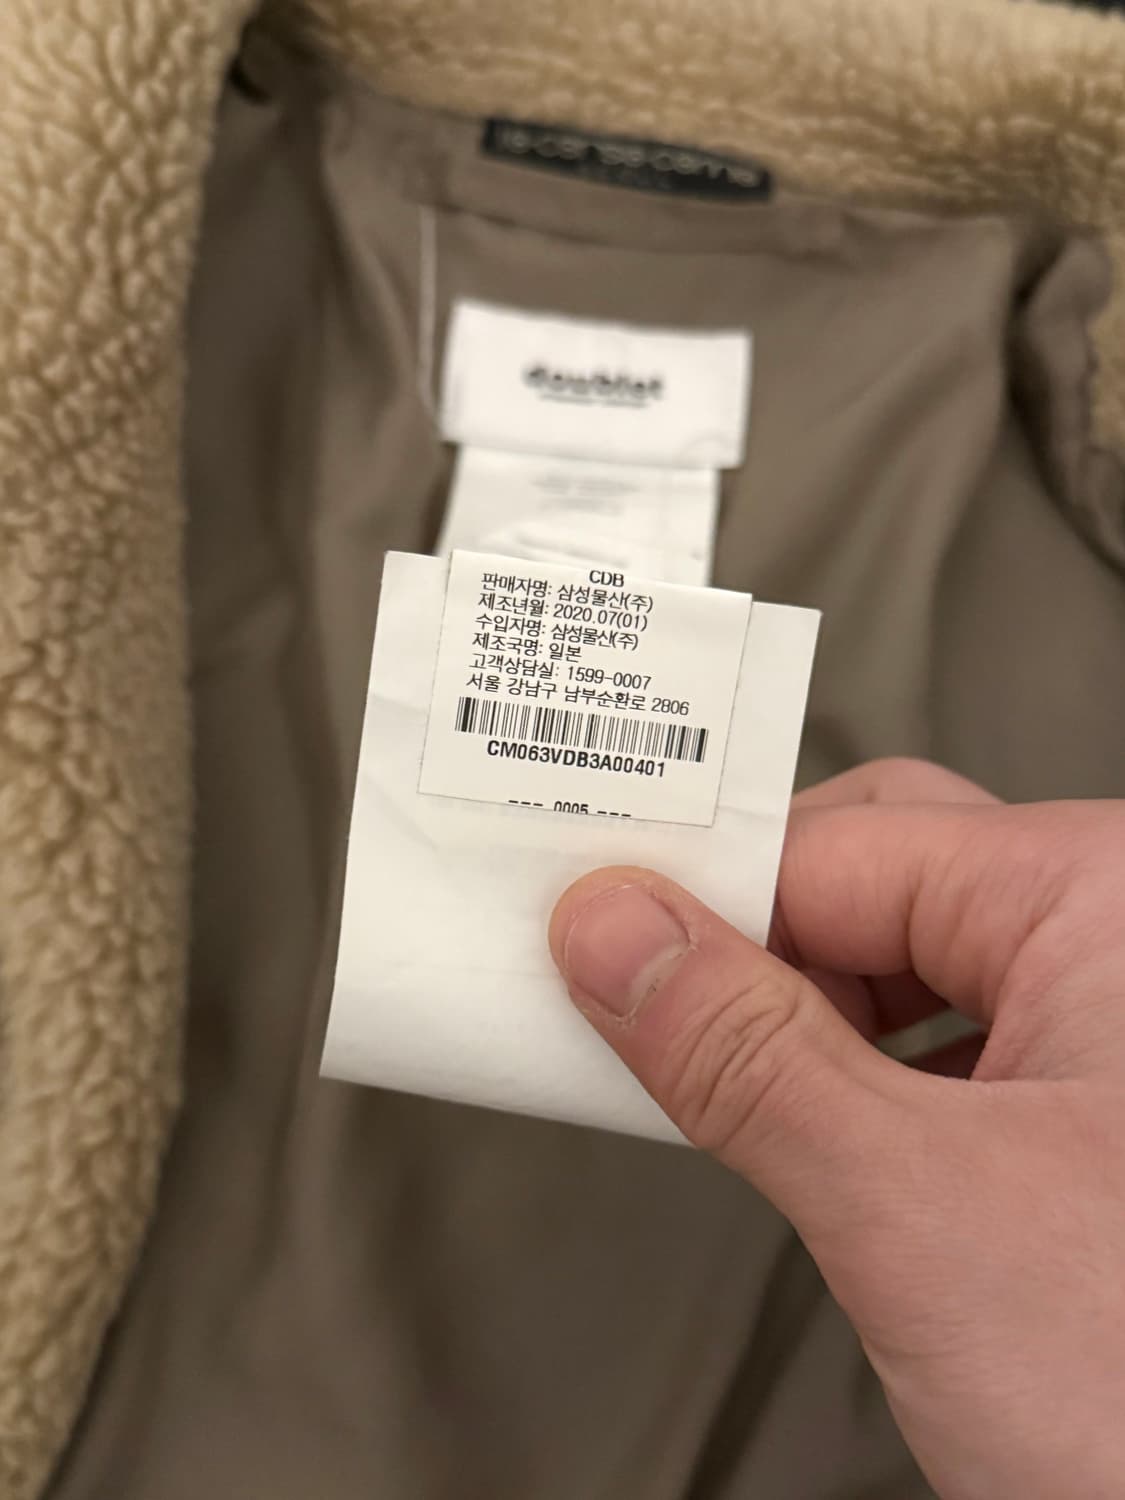 doublet
CDB
판매자명: 삼성물산(주)
제조년월: 2020.07(01)
수입자명: 삼성물산(주)
제조국명: 일본
고객상담실: 1599-0007
서울 강남구 남부순환로 2806
CM063VDB3A00401
--- 0005 ---